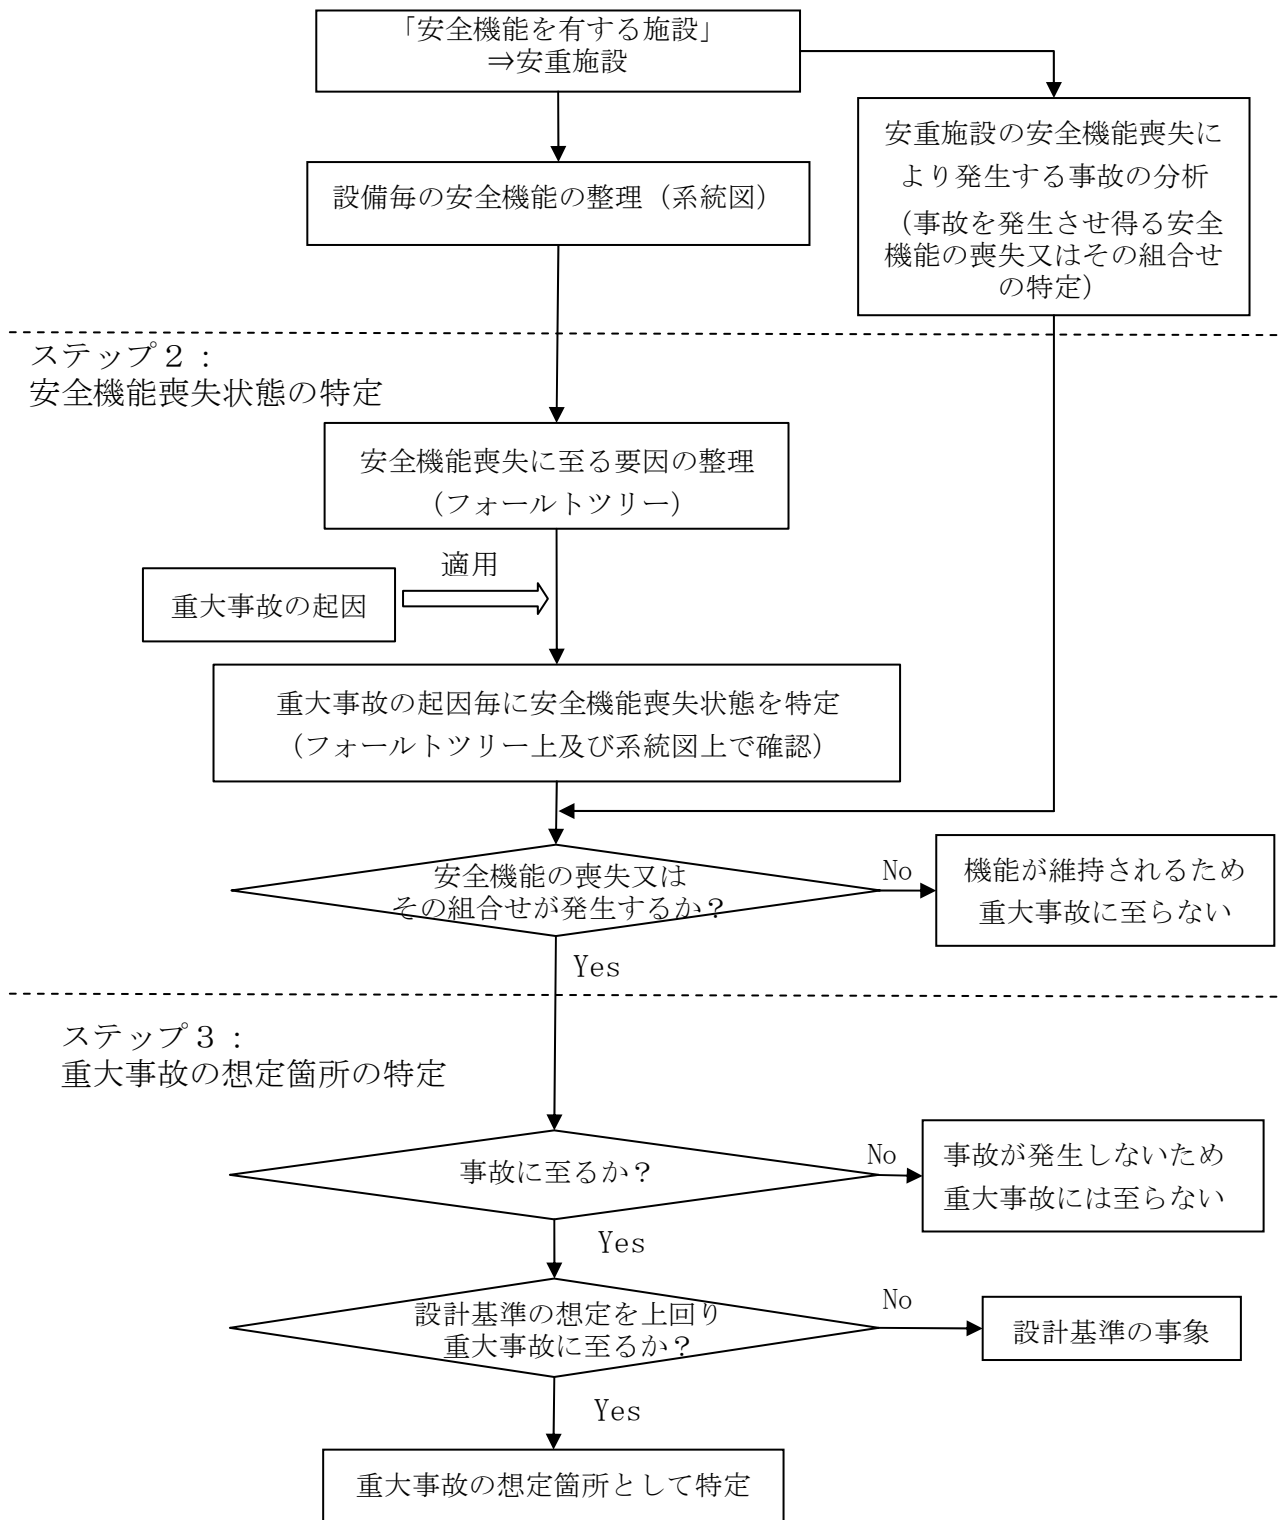 「安全機能を有する施設」
⇒安重施設
安重施設の安全機能喪失に
より発生する事故の分析
（事故を発生させ得る安全
機能の喪失又はその組合せ
の特定）
設備毎の安全機能の整理（系統図）
ステップ２：
安全機能喪失状態の特定
安全機能喪失に至る要因の整理
（フォールトツリー）
適用
重大事故の起因
重大事故の起因毎に安全機能喪失状態を特定
（フォールトツリー上及び系統図上で確認）
安全機能の喪失又は
その組合せが発生するか？
No
機能が維持されるため
重大事故に至らない
Yes
ステップ３：
重大事故の想定箇所の特定
事故に至るか？
No
事故が発生しないため
重大事故には至らない
Yes
設計基準の想定を上回り
重大事故に至るか？
No
設計基準の事象
Yes
重大事故の想定箇所として特定